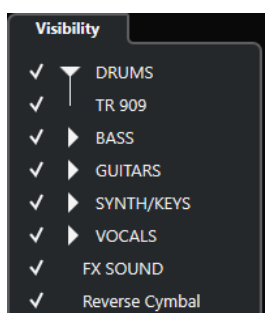 Visibility
DRUMS
TR 909
BASS
GUITARS
SYNTH/KEYS
VOCALS
FX SOUND
Reverse Cymbal